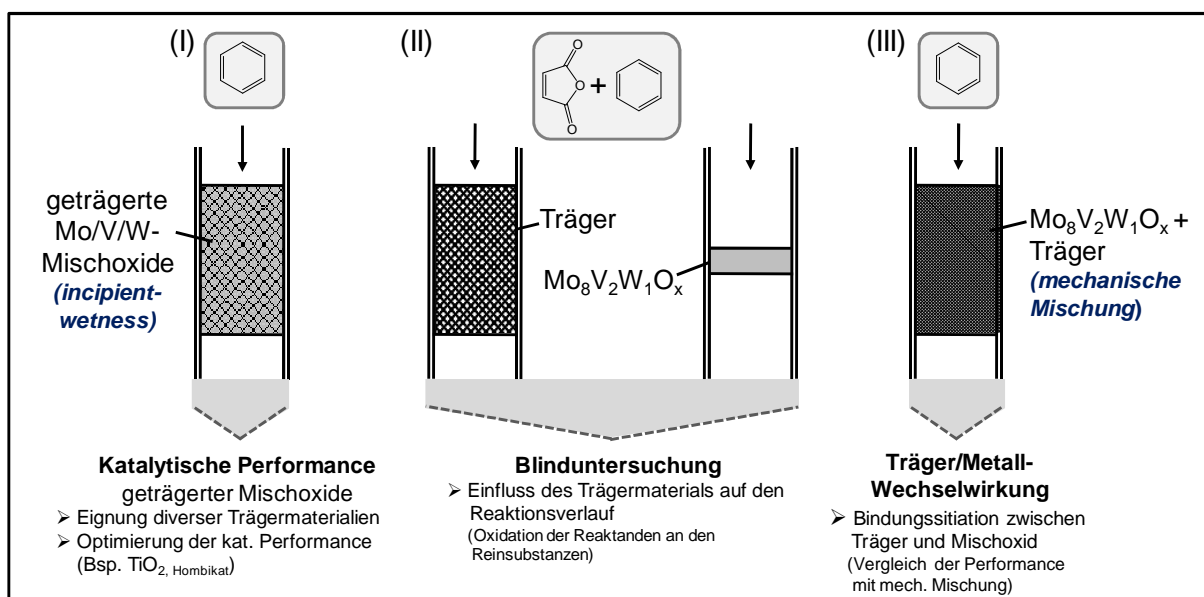 (I)
geträgerte
Mo/V/W-
Mischoxide
(incipient-
wetness)
Katalytische Performance
geträgerter Mischoxide
➢ Eignung diverser Trägermaterialien
➢ Optimierung der kat. Performance
(Bsp. TiO2, Hombikat)
(II)
O
O
O
+
Träger
Mo8V2W1Ox
Blinduntersuchung
➢ Einfluss des Trägermaterials auf den
Reaktionsverlauf
(Oxidation der Reaktanden an den
Reinsubstanzen)
(III)
Mo8V2W1Ox +
Träger
(mechanische
Mischung)
Träger/Metall-
Wechselwirkung
➢ Bindungssitiation zwischen
Träger und Mischoxid
(Vergleich der Performance
mit mech. Mischung)